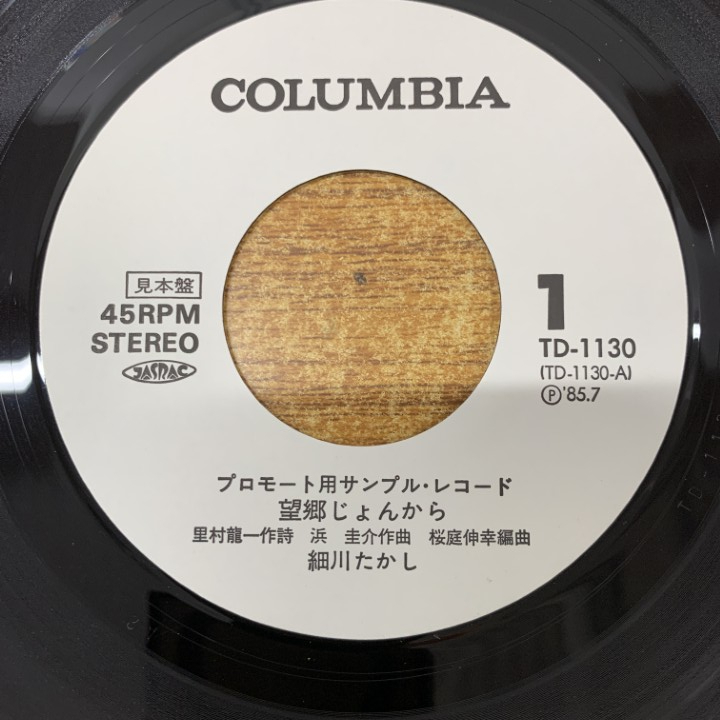 COLUMBIA
見本盤
45RPM
STEREO
JASRAC
1
TD-1130
(TD-1130-A)
Ⓟ'85.7
プロモート用サンプル・レコード
望郷じょんから
里村龍一作詩 浜 圭介作曲 桜庭伸幸編曲
細川たかし